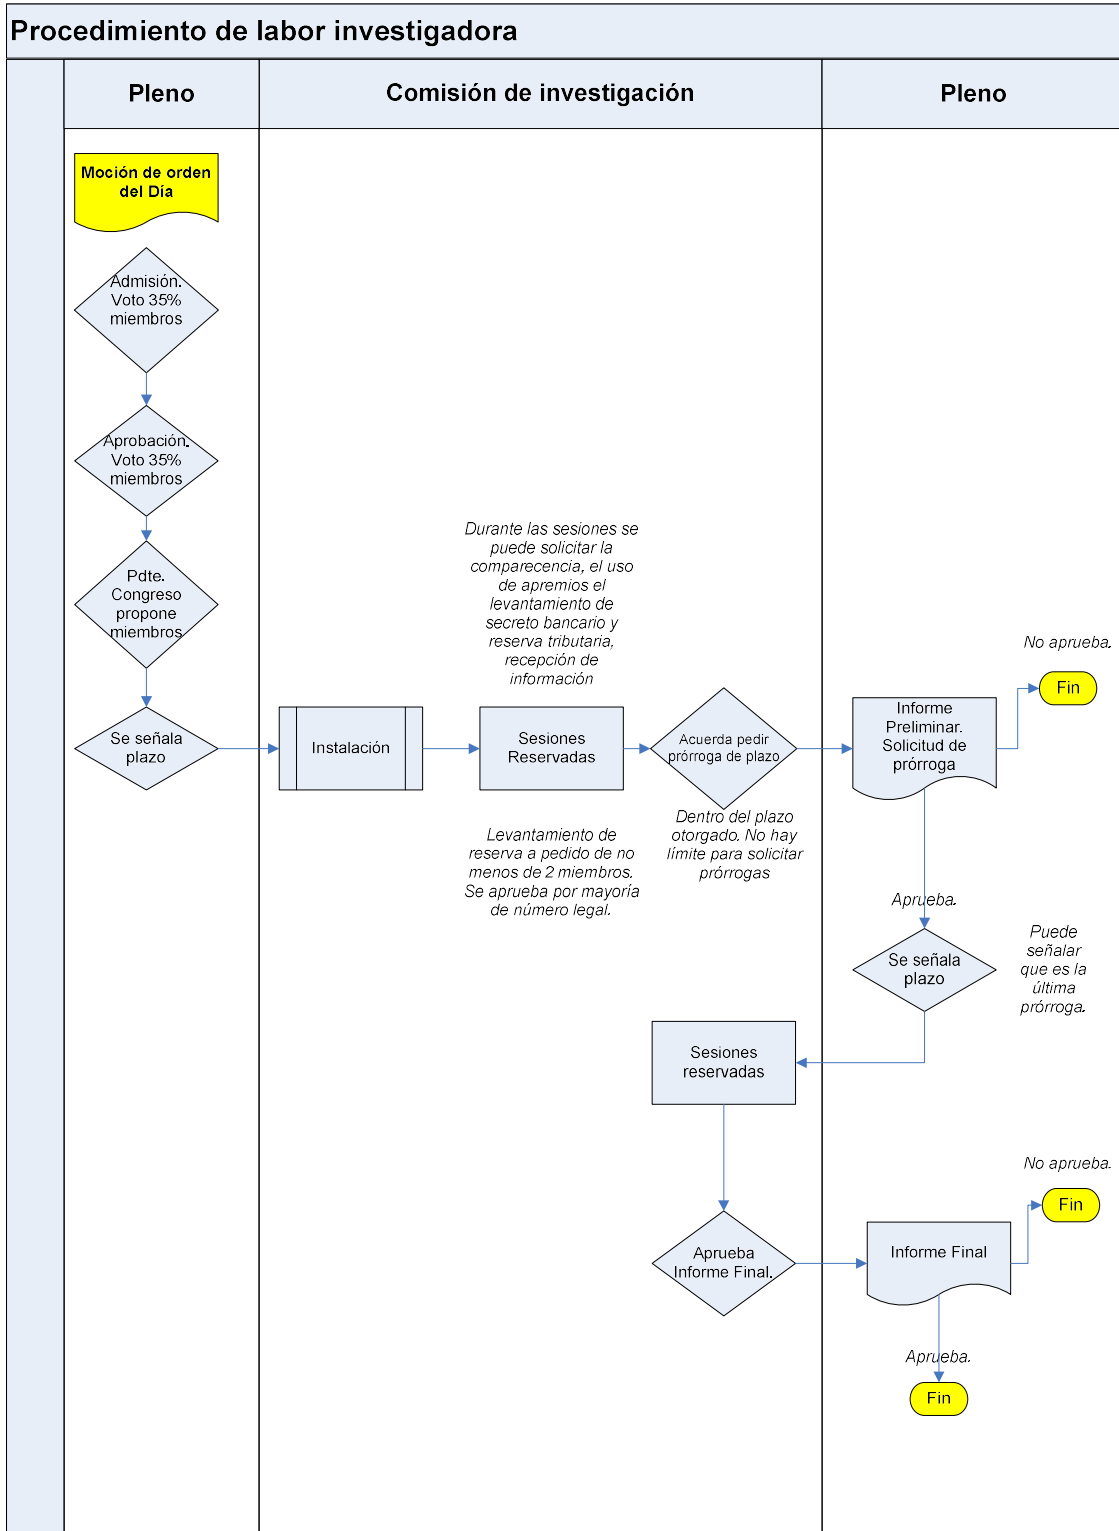 Procedimiento de labor investigadora
Pleno
Comisión de investigación
Pleno
Moción de orden
del Día
Admisión.
Voto 35%
miembros
Aprobación.
Voto 35%
miembros
Pdte.
Congreso
propone
miembros
Se señala
plazo
Instalación
Durante las sesiones se
puede solicitar la
comparecencia, el uso
de apremios el
levantamiento de
secreto bancario y
reserva tributaria,
recepción de
información
Sesiones
Reservadas
Levantamiento de
reserva a pedido de no
menos de 2 miembros.
Se aprueba por mayoría
de número legal.
Acuerda pedir
prórroga de plazo
Dentro del plazo
otorgado. No hay
límite para solicitar
prórrogas
Informe
Preliminar.
Solicitud de
prórroga
No aprueba.
Fin
Aprueba.
Se señala
plazo
Puede
señalar
que es la
última
prórroga.
Sesiones
reservadas
Aprueba
Informe Final.
Informe Final
No aprueba.
Fin
Aprueba.
Fin